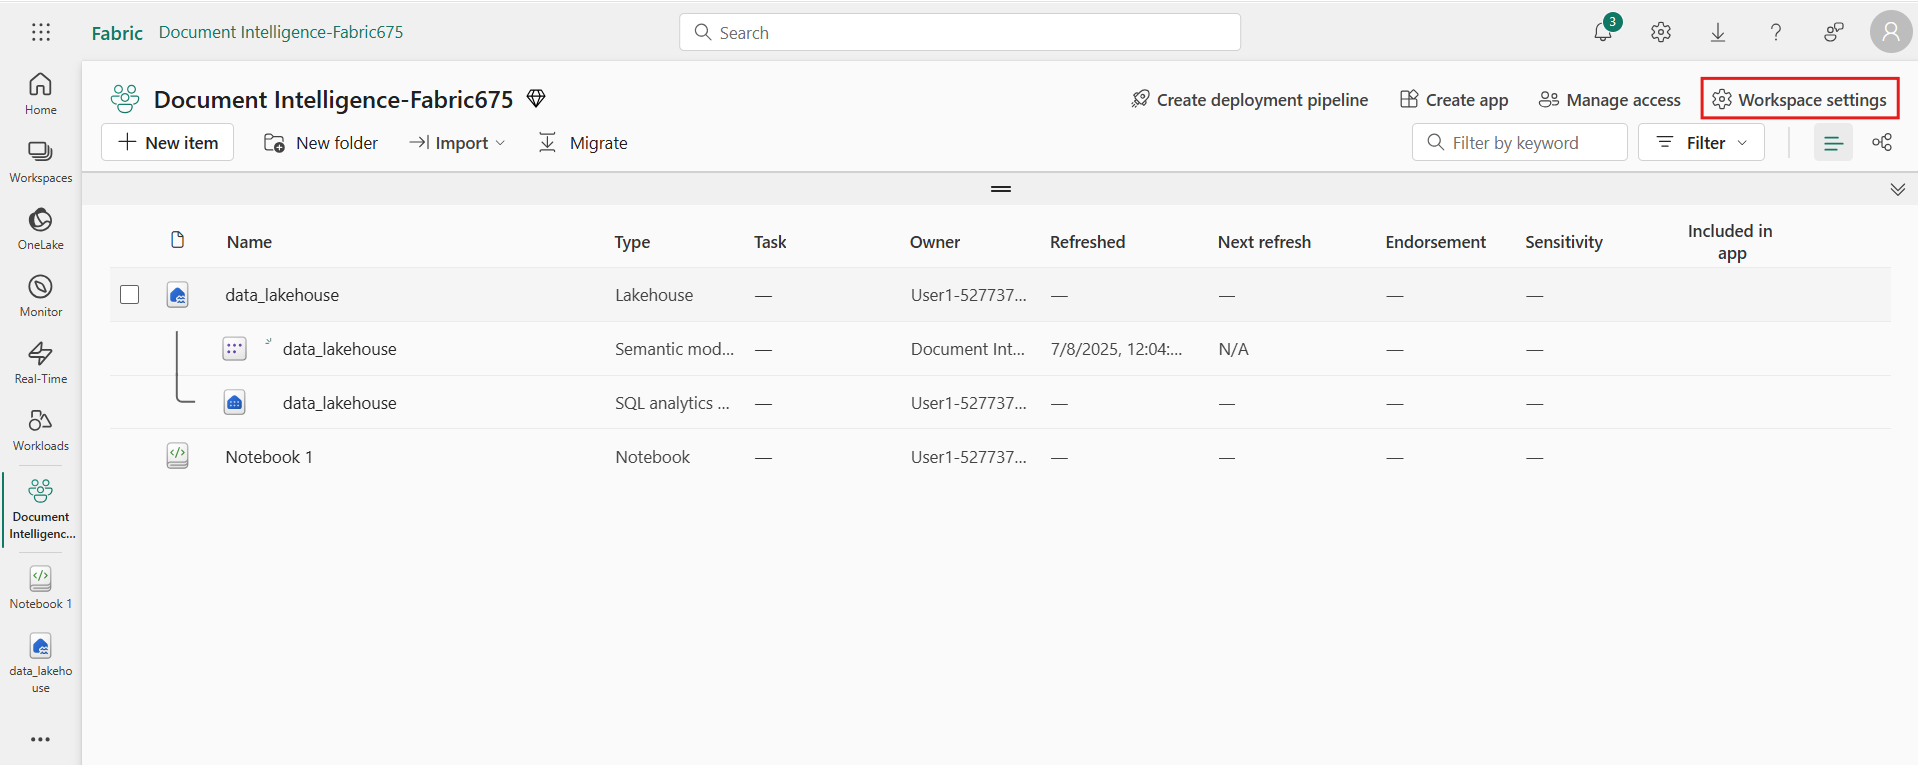 Fabric Document Intelligence-Fabric675
Search
3
Home
Workspaces
OneLake
Monitor
Real-Time
Workloads
Document
Intelligenc...
Notebook 1
data_lakeho
use
Document Intelligence-Fabric675
Create deployment pipeline Create app Manage access Workspace settings
New item New folder Import Migrate
Filter by keyword Filter
Name Type Task Owner Refreshed Next refresh Endorsement Sensitivity Included in
app
data_lakehouse Lakehouse — User1-527737... — — — —
data_lakehouse Semantic mod... — Document Int... 7/8/2025, 12:04:... N/A — —
data_lakehouse SQL analytics ... — User1-527737... — — — —
Notebook 1 Notebook — User1-527737... — — — —